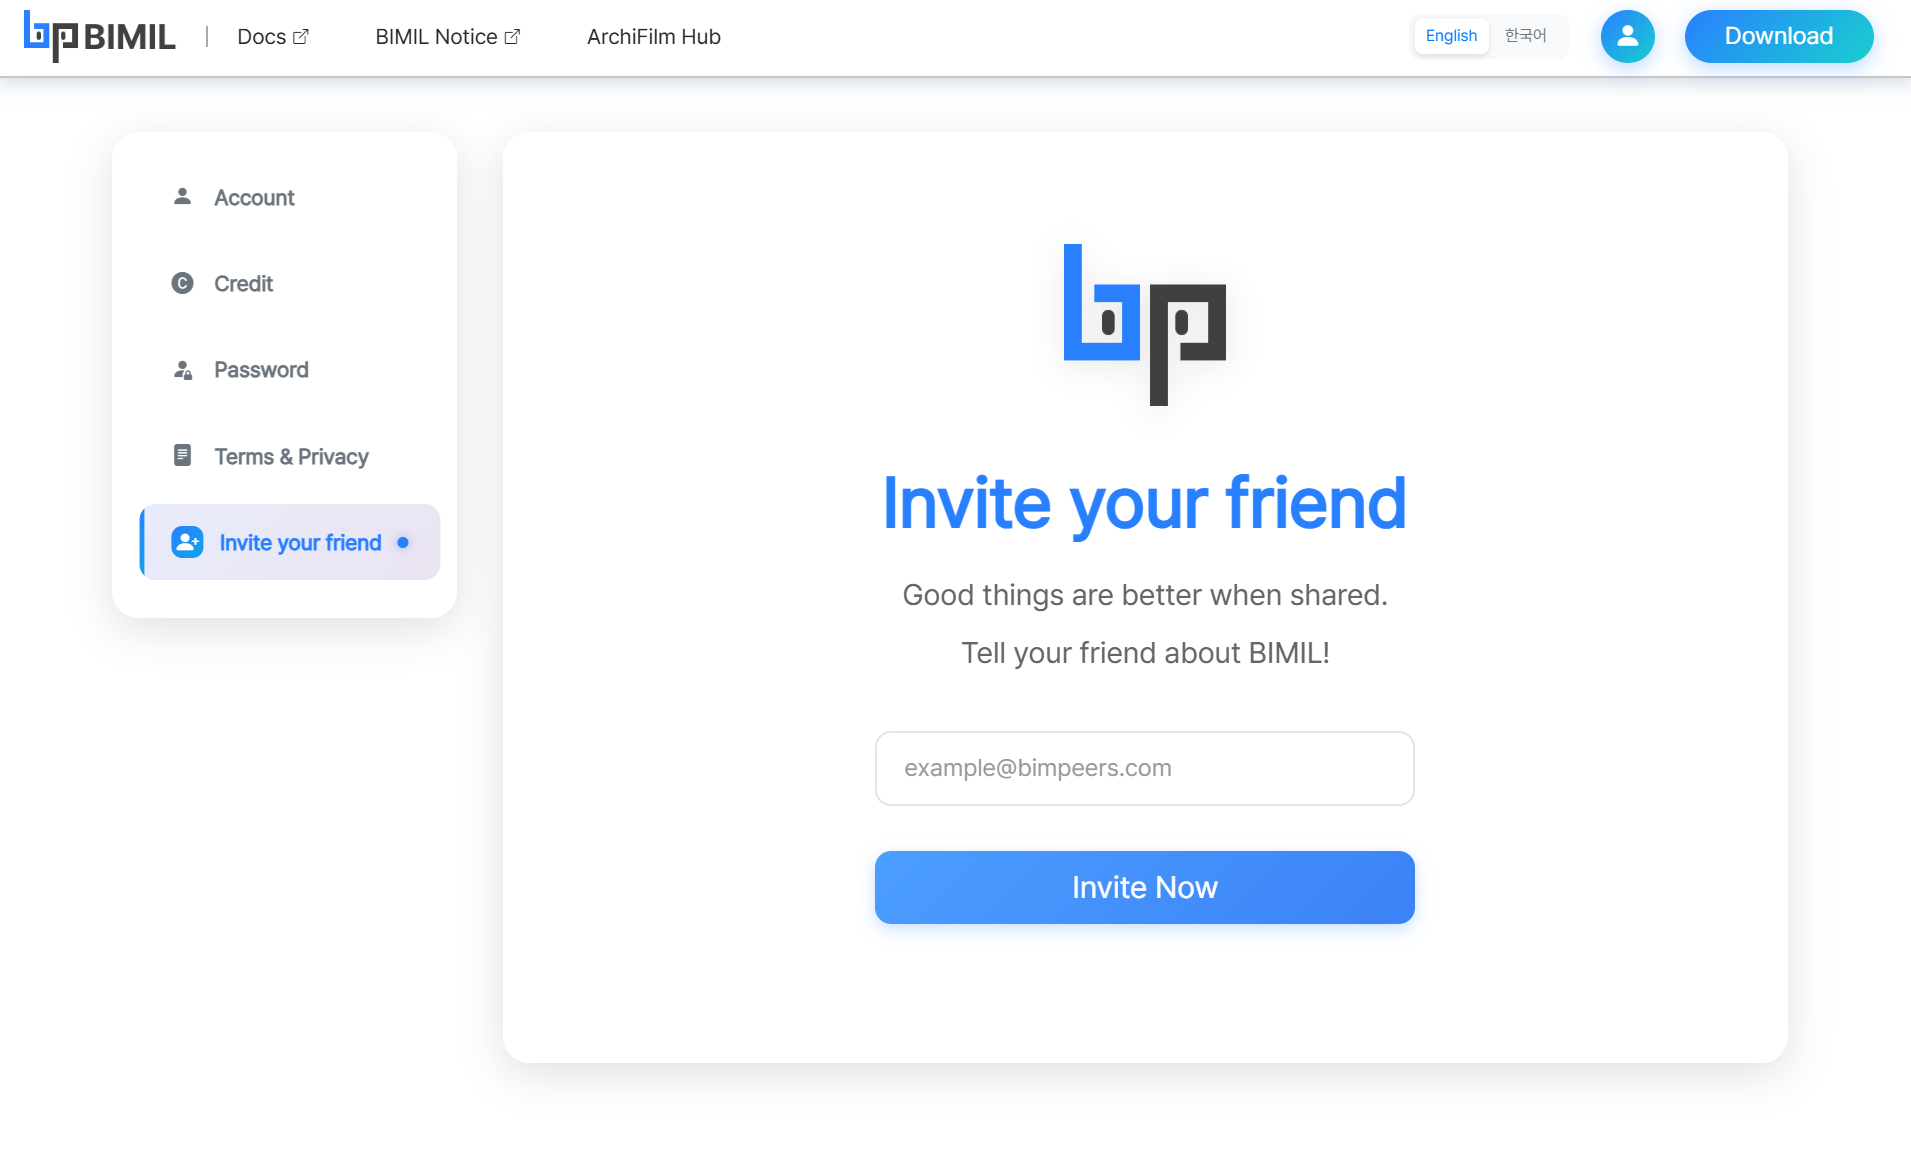 BIMIL
Docs
BIMIL Notice
ArchiFilm Hub
English
한국어
Download
Account
Credit
Password
Terms & Privacy
Invite your friend
bp
Invite your friend
Good things are better when shared.
Tell your friend about BIMIL!
example@bimpeers.com
Invite Now